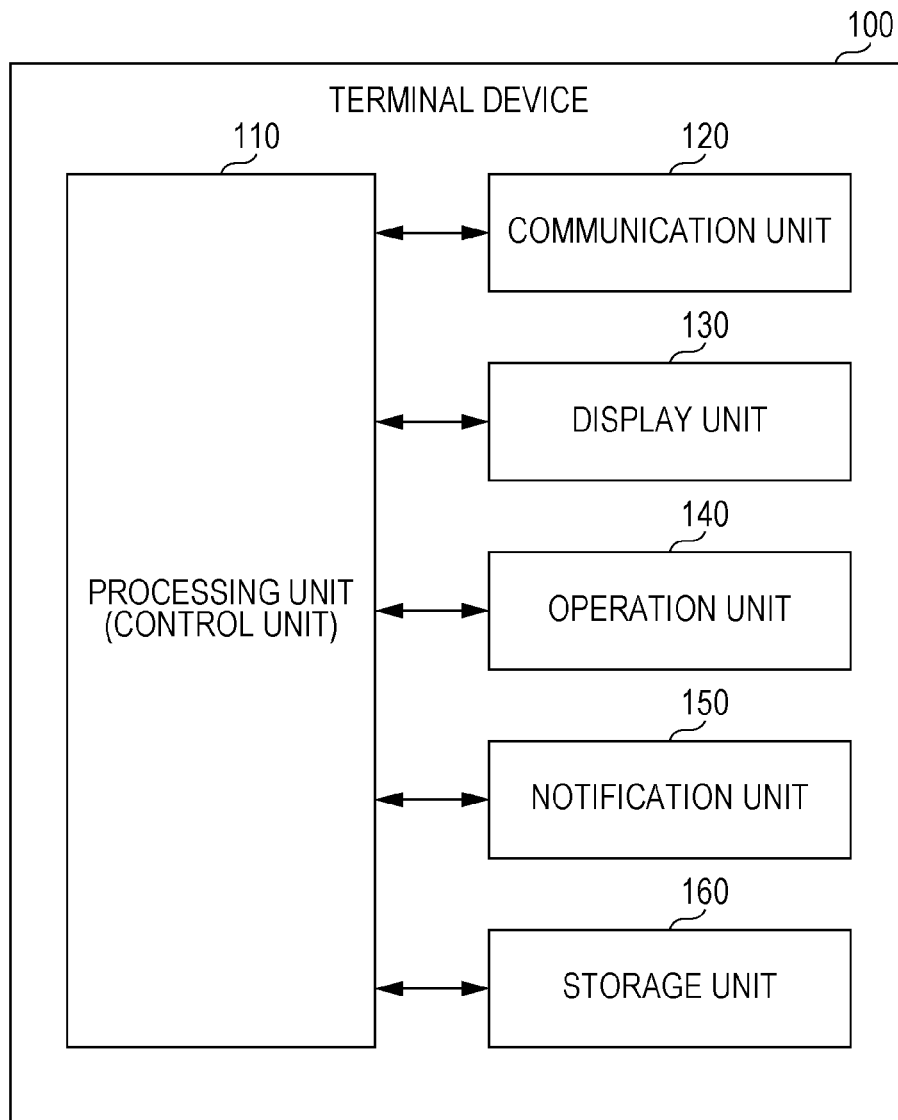 100
TERMINAL DEVICE
110
PROCESSING UNIT
(CONTROL UNIT)
120
COMMUNICATION UNIT
130
DISPLAY UNIT
140
OPERATION UNIT
150
NOTIFICATION UNIT
160
STORAGE UNIT